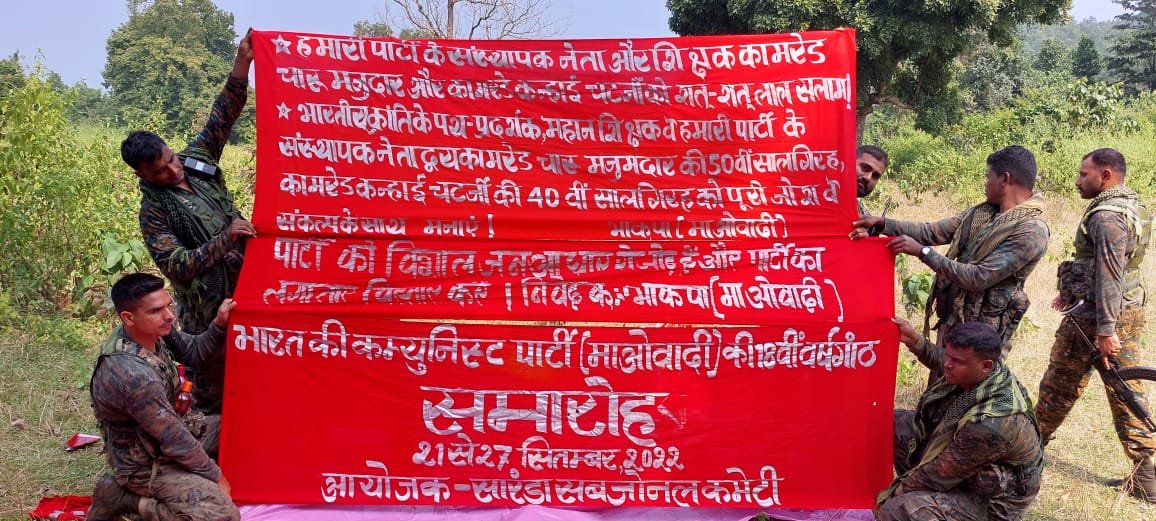 ★ हमारी पार्टी के संस्थापक नेता और शिक्षक कामरेड
चारु मजुदार और कामरेड कन्हाई चटर्जी को शत-शत् लाल सलाम!
★ भारतीय क्रांति के पथ-प्रदर्शक, महान शिक्षक व हमारी पार्टी के
संस्थापक नेता द्वय कामरेड चारु मजुमदार की 50वीं सालगिरह,
कामरेड कन्हाई चटर्जी की 40 वीं सालगिरह को पूरी जोश व
संकल्प के साथ मनाएं! भाकपा (माओवादी)
पार्टी को विशाल जनआधार से जोड़ दें और पार्टी का
लगातार विस्तार करें। निवेदक: भाकपा (माओवादी)
भारत की कम्युनिस्ट पार्टी (माओवादी) की 18वीं वर्षगांठ
समारोह
21 से 27 सितम्बर, 2022
आयोजक - सारंडा सबजोनल कमेटी